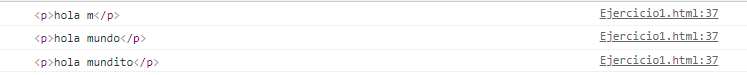 <p>hola m</p> Ejercicio1.html:37
<p>hola mundo</p> Ejercicio1.html:37
<p>hola mundito</p> Ejercicio1.html:37